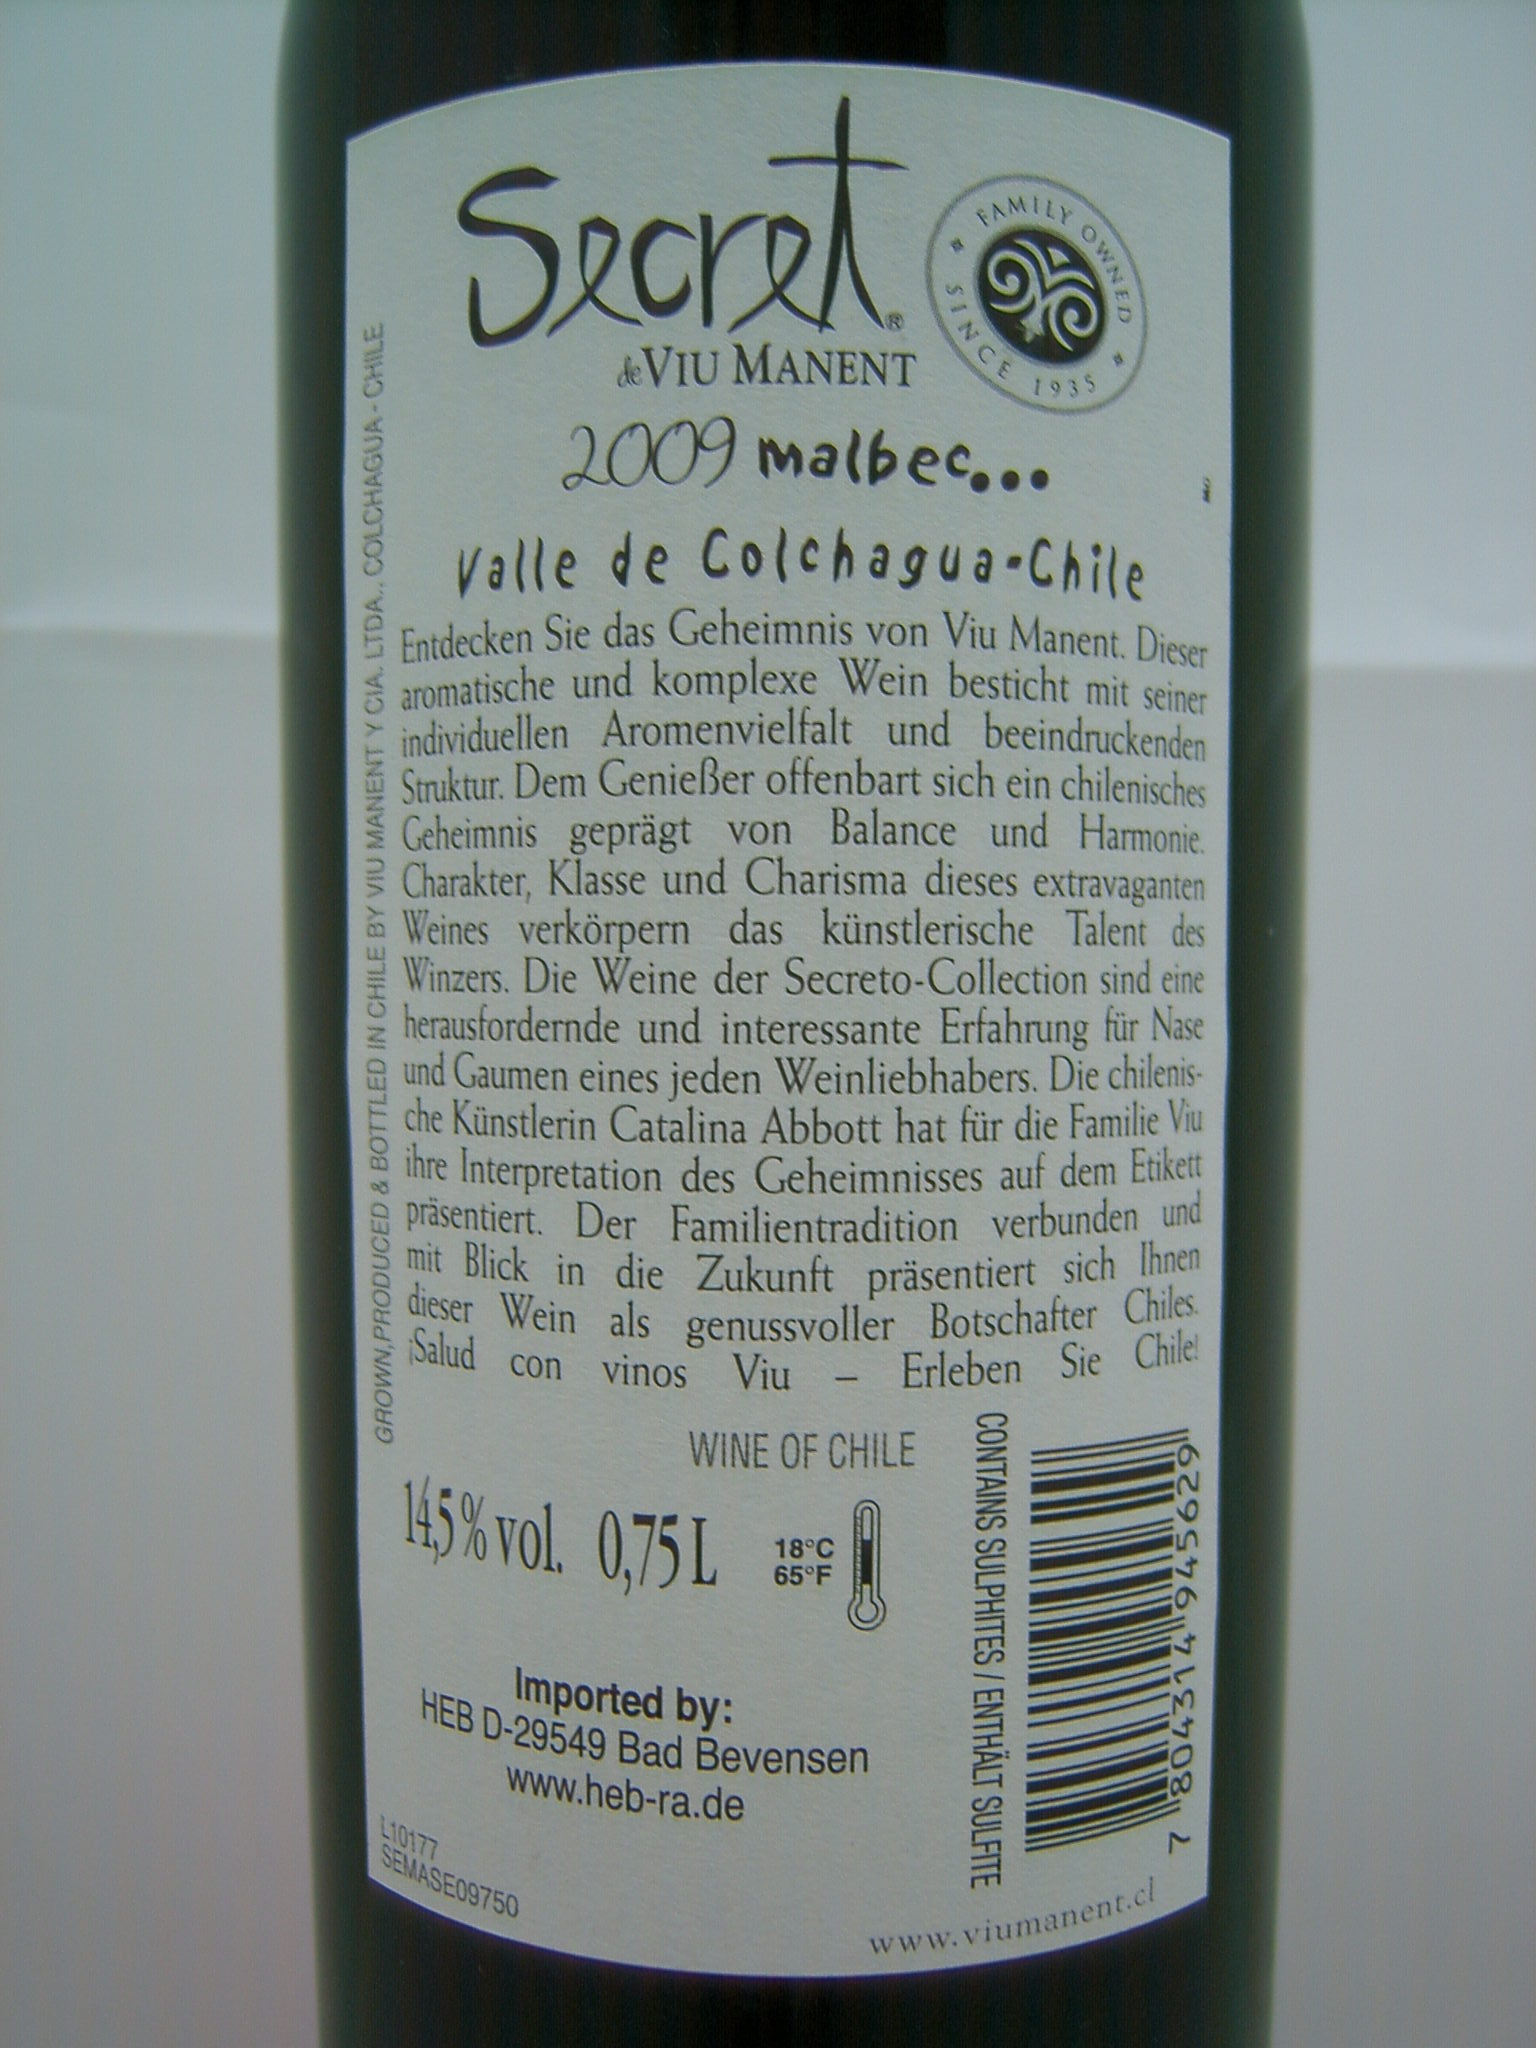 Secret®
de VIU MANENT
FAMILY OWNED
SINCE 1935
2009 malbec...
Valle de Colchagua-Chile
Entdecken Sie das Geheimnis von Viu Manent. Dieser
aromatische und komplexe Wein besticht mit seiner
individuellen Aromenvielfalt und beeindruckenden
Struktur. Dem Genießer offenbart sich ein chilenisches
Geheimnis geprägt von Balance und Harmonie.
Charakter, Klasse und Charisma dieses extravaganten
Weines verkörpern das künstlerische Talent des
Winzers. Die Weine der Secreto-Collection sind eine
herausfordernde und interessante Erfahrung für Nase
und Gaumen eines jeden Weinliebhabers. Die chilenis-
che Künstlerin Catalina Abbott hat für die Familie Viu
ihre Interpretation des Geheimnisses auf dem Etikett
präsentiert. Der Familientradition verbunden und
mit Blick in die Zukunft präsentiert sich Ihnen
dieser Wein als genussvoller Botschafter Chiles.
¡Salud con vinos Viu – Erleben Sie Chile!
GROWN, PRODUCED & BOTTLED IN CHILE BY VIU MANENT Y CIA. LTDA., COLCHAGUA - CHILE
WINE OF CHILE
14,5% vol. 0,75 L
18°C
65°F
CONTAINS SULPHITES / ENTHÄLT SULFITE
7 804314 945629
Imported by:
HEB D-29549 Bad Bevensen
www.heb-ra.de
L10177
SEMASE09750
www.viumanent.cl